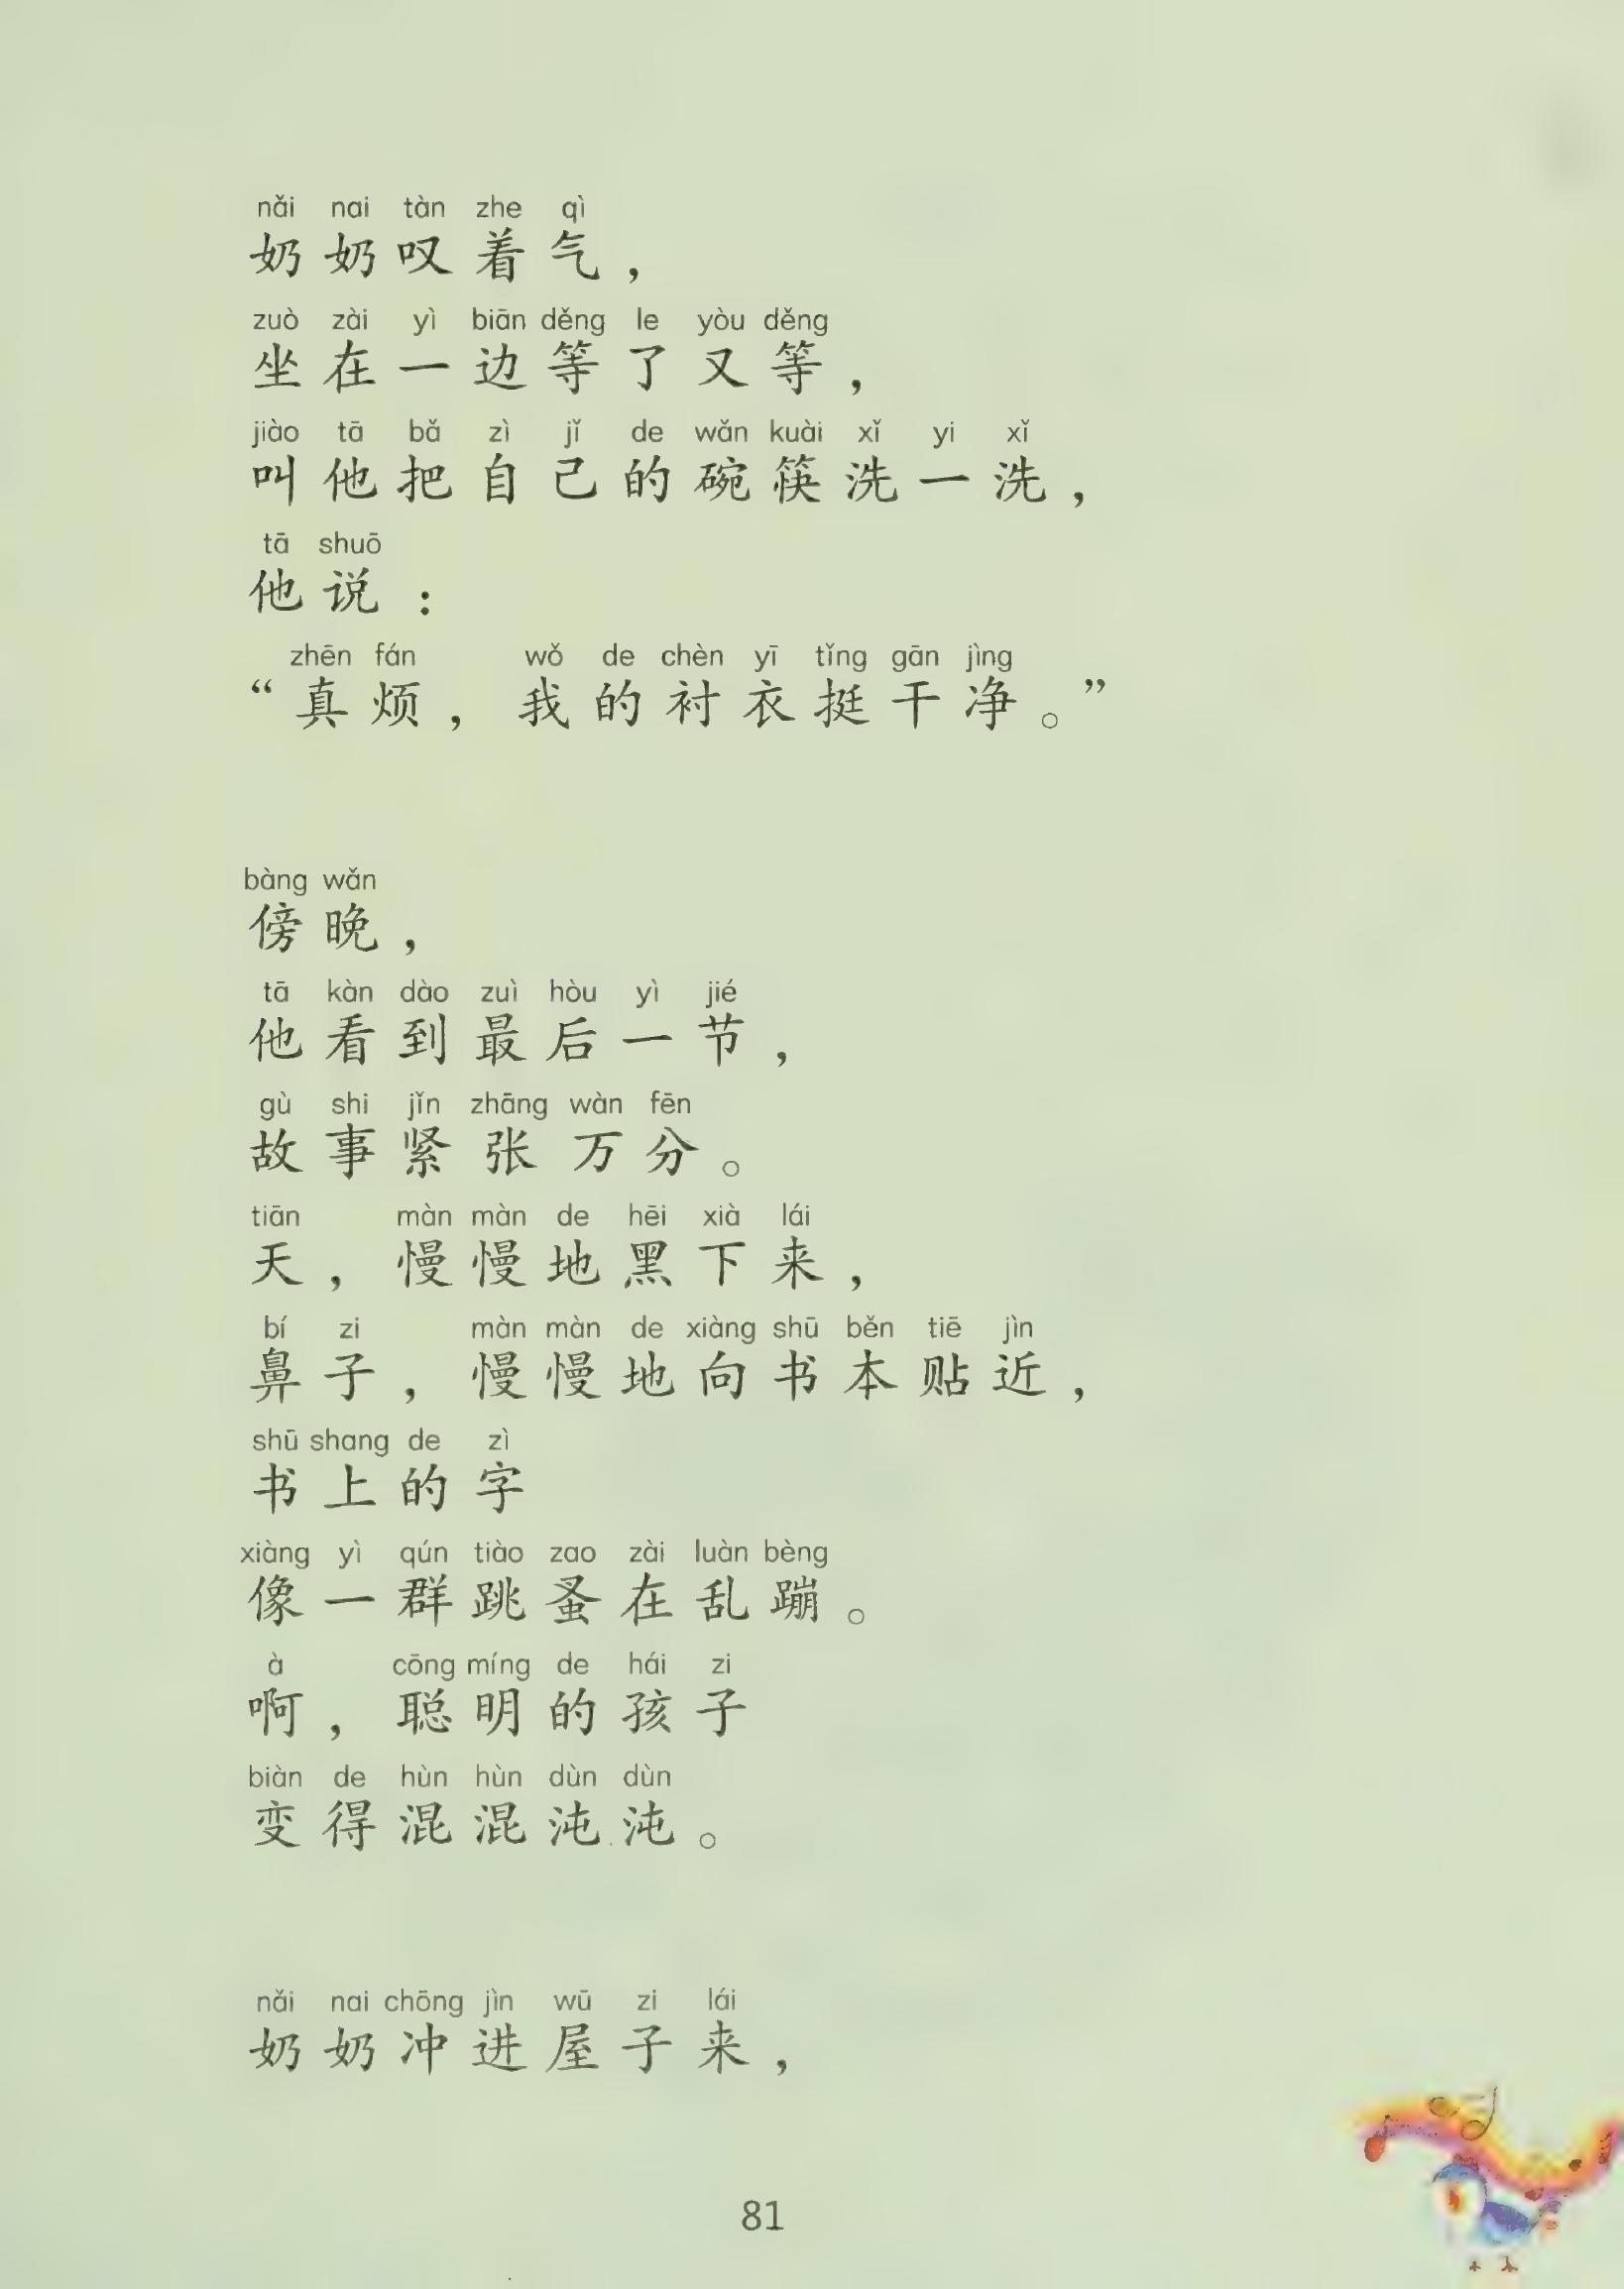 nǎi nai tàn zhe qì
奶奶叹着气，
zuò zài yì biān děng le yòu děng
坐在一边等了又等，
jiào tā bǎ zì jǐ de wǎn kuài xǐ yi xǐ
叫他把自己的碗筷洗一洗，
tā shuō
他说：
zhēn fán wǒ de chèn yī tǐng gān jìng
“真烦，我的衬衣挺干净。”
bàng wǎn
傍晚，
tā kàn dào zuì hòu yì jié
他看到最后一节，
gù shi jǐn zhāng wàn fēn
故事紧张万分。
tiān màn màn de hēi xià lái
天，慢慢地黑下来，
bí zi màn màn de xiàng shū běn tiē jìn
鼻子，慢慢地向书本贴近，
shū shang de zì
书上的字
xiàng yì qún tiào zao zài luàn bèng
像一群跳蚤在乱蹦。
à cōng míng de hái zi
啊，聪明的孩子
biàn de hùn hùn dùn dùn
变得混混沌沌。
nǎi nai chōng jìn wū zi lái
奶奶冲进屋子来，
81